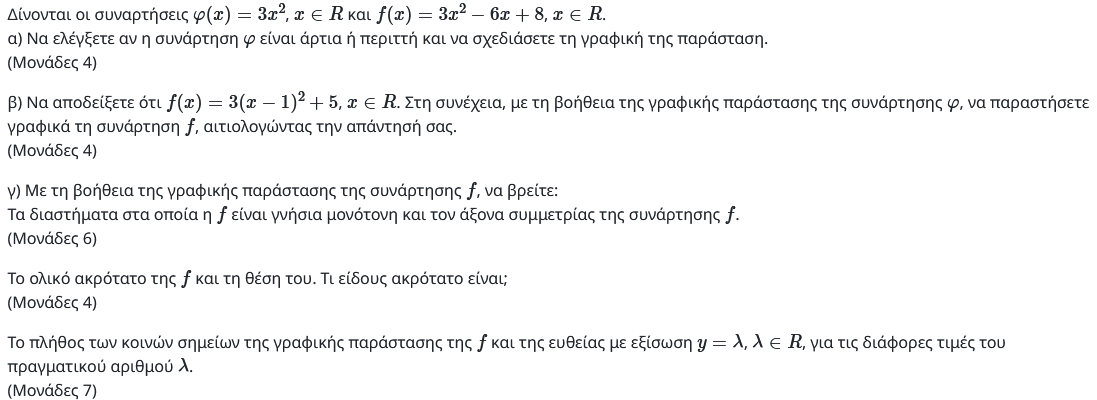 Δίνονται οι συναρτήσεις φ(x) = 3x², x ∈ R και f(x) = 3x² − 6x + 8, x ∈ R.
α) Να ελέγξετε αν η συνάρτηση φ είναι άρτια ή περιττή και να σχεδιάσετε τη γραφική της παράσταση.
(Μονάδες 4)
β) Να αποδείξετε ότι f(x) = 3(x − 1)² + 5, x ∈ R. Στη συνέχεια, με τη βοήθεια της γραφικής παράστασης της συνάρτησης φ, να παραστήσετε
γραφικά τη συνάρτηση f, αιτιολογώντας την απάντησή σας.
(Μονάδες 4)
γ) Με τη βοήθεια της γραφικής παράστασης της συνάρτησης f, να βρείτε:
Τα διαστήματα στα οποία η f είναι γνήσια μονότονη και τον άξονα συμμετρίας της συνάρτησης f.
(Μονάδες 6)
Το ολικό ακρότατο της f και τη θέση του. Τι είδους ακρότατο είναι;
(Μονάδες 4)
Το πλήθος των κοινών σημείων της γραφικής παράστασης της f και της ευθείας με εξίσωση y = λ, λ ∈ R, για τις διάφορες τιμές του
πραγματικού αριθμού λ.
(Μονάδες 7)